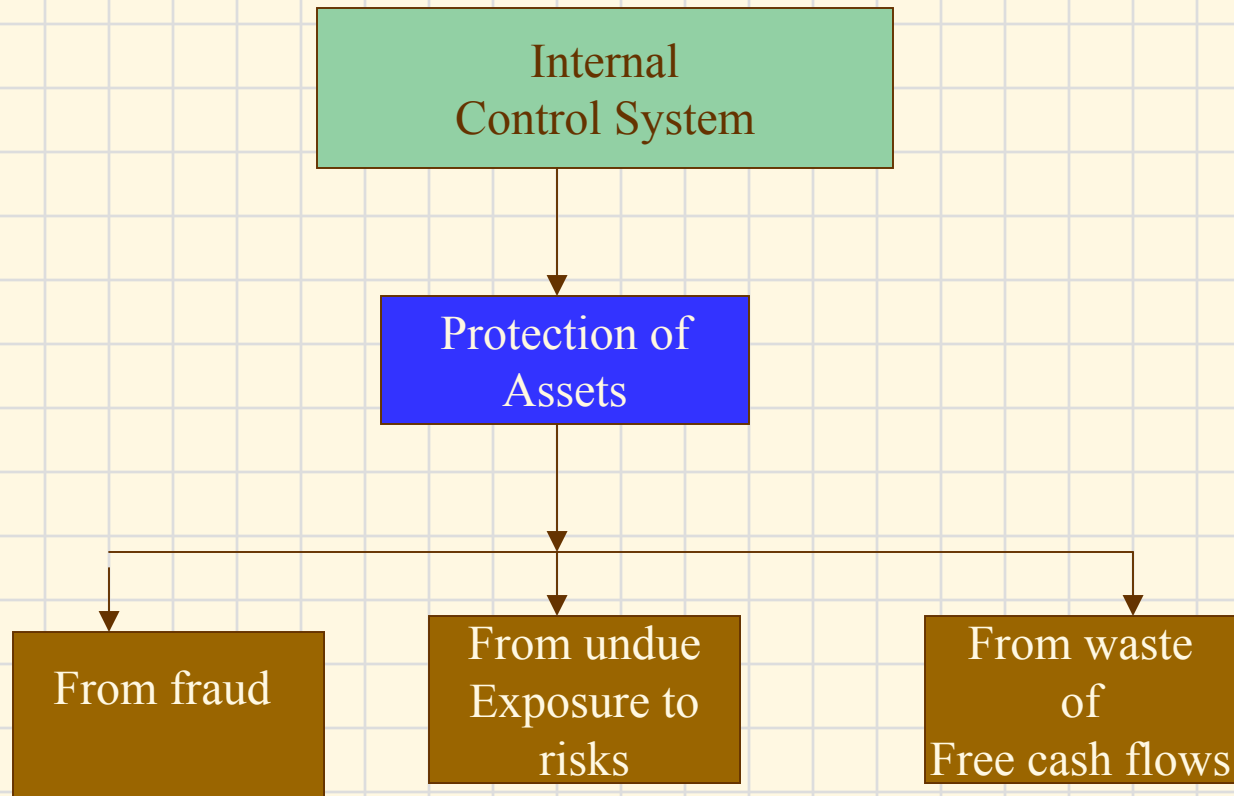 Internal
Control System
Protection of
Assets
From fraud
From undue
Exposure to
risks
From waste
of
Free cash flows